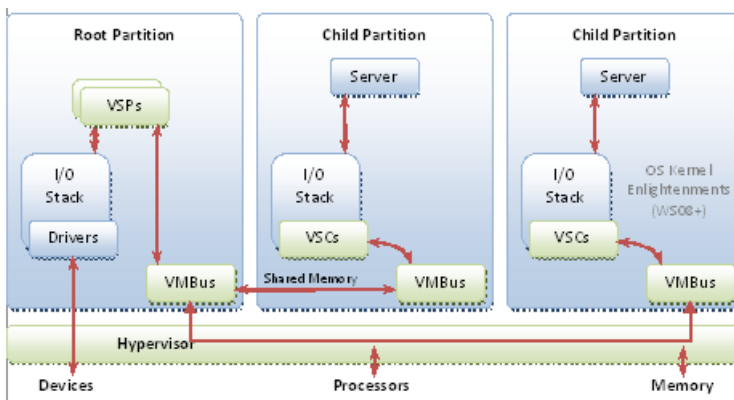 Root Partition
VSPs
I/O
Stack
Drivers
VMBus
Shared Memory
Child Partition
Server
I/O
Stack
VSCs
VMBus
Child Partition
Server
I/O
Stack
VSCs
OS Kernel
Enlightenments
(WS08+)
VMBus
Hypervisor
Devices
Processors
Memory